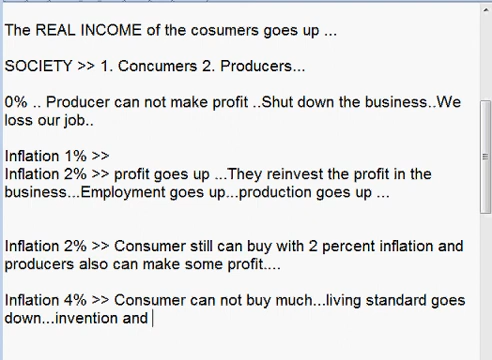 The REAL INCOME of the cosumers goes up ...
SOCIETY >> 1. Concumers 2. Producers...
0% .. Producer can not make profit ..Shut down the business..We
loss our job..
Inflation 1% >>
Inflation 2% >> profit goes up ...They reinvest the profit in the
business...Employment goes up...production goes up ...
Inflation 2% >> Consumer still can buy with 2 percent inflation and
producers also can make some profit....
Inflation 4% >> Consumer can not buy much...living standard goes
down...invention and